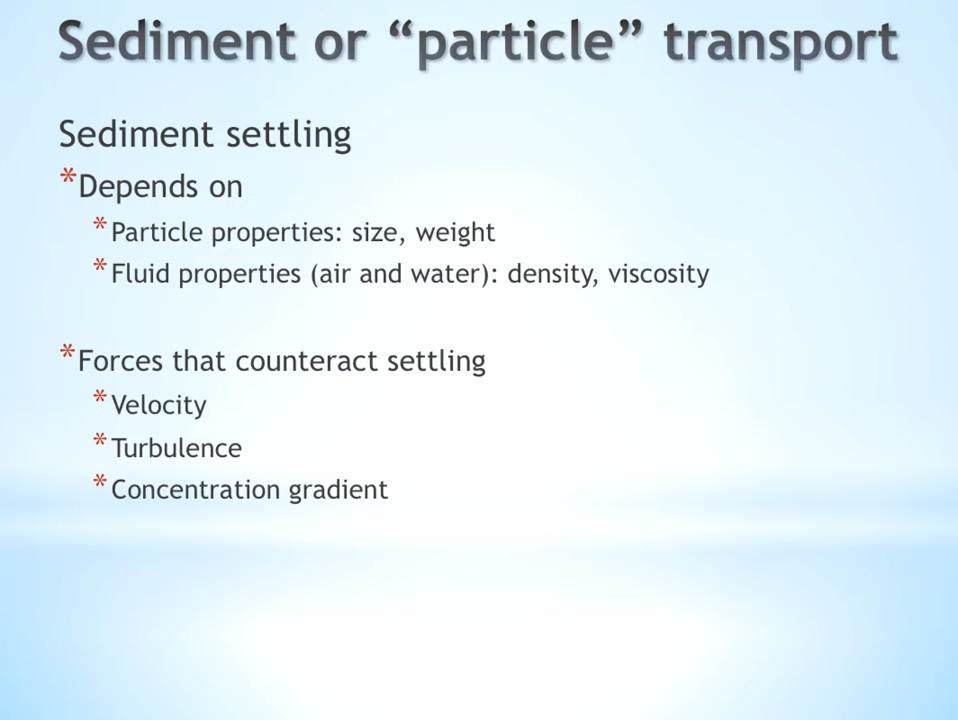 Sediment or “particle” transport
Sediment settling
*Depends on
*Particle properties: size, weight
*Fluid properties (air and water): density, viscosity
*Forces that counteract settling
*Velocity
*Turbulence
*Concentration gradient